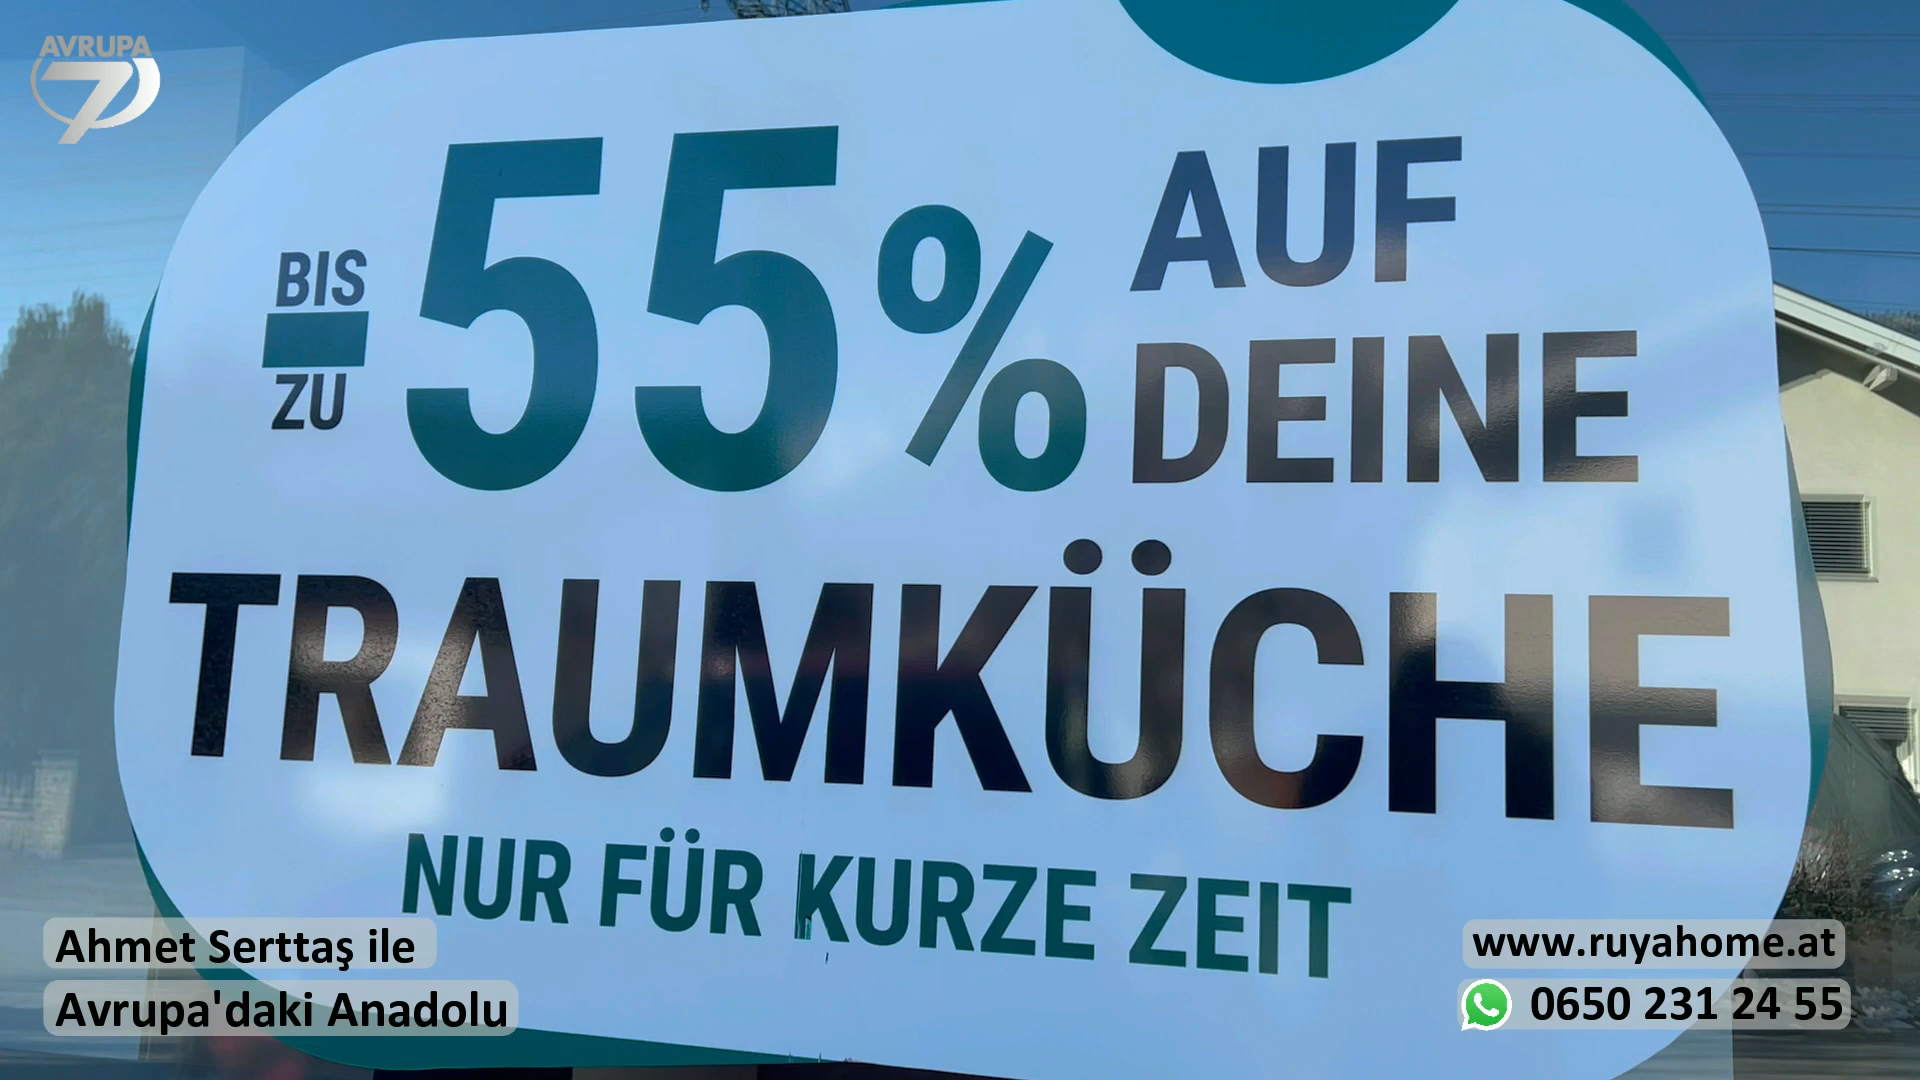 AVRUPA
7
BIS
ZU
55%
AUF
DEINE
TRAUMKÜCHE
NUR FÜR KURZE ZEIT
Ahmet Serttaş ile
Avrupa'daki Anadolu
www.ruyahome.at
0650 231 24 55